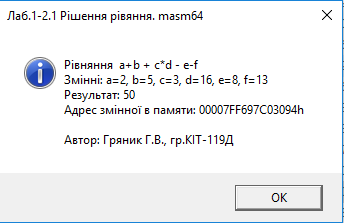 Лаб.1-2.1 Рішення рівяння. masm64
Рівняння a+b + c*d - e-f
Змінні: a=2, b=5, c=3, d=16, e=8, f=13
Результат: 50
Адрес змінної в памяти: 00007FF697C03094h
Автор: Гряник Г.В., гр.КІТ-119Д
OK